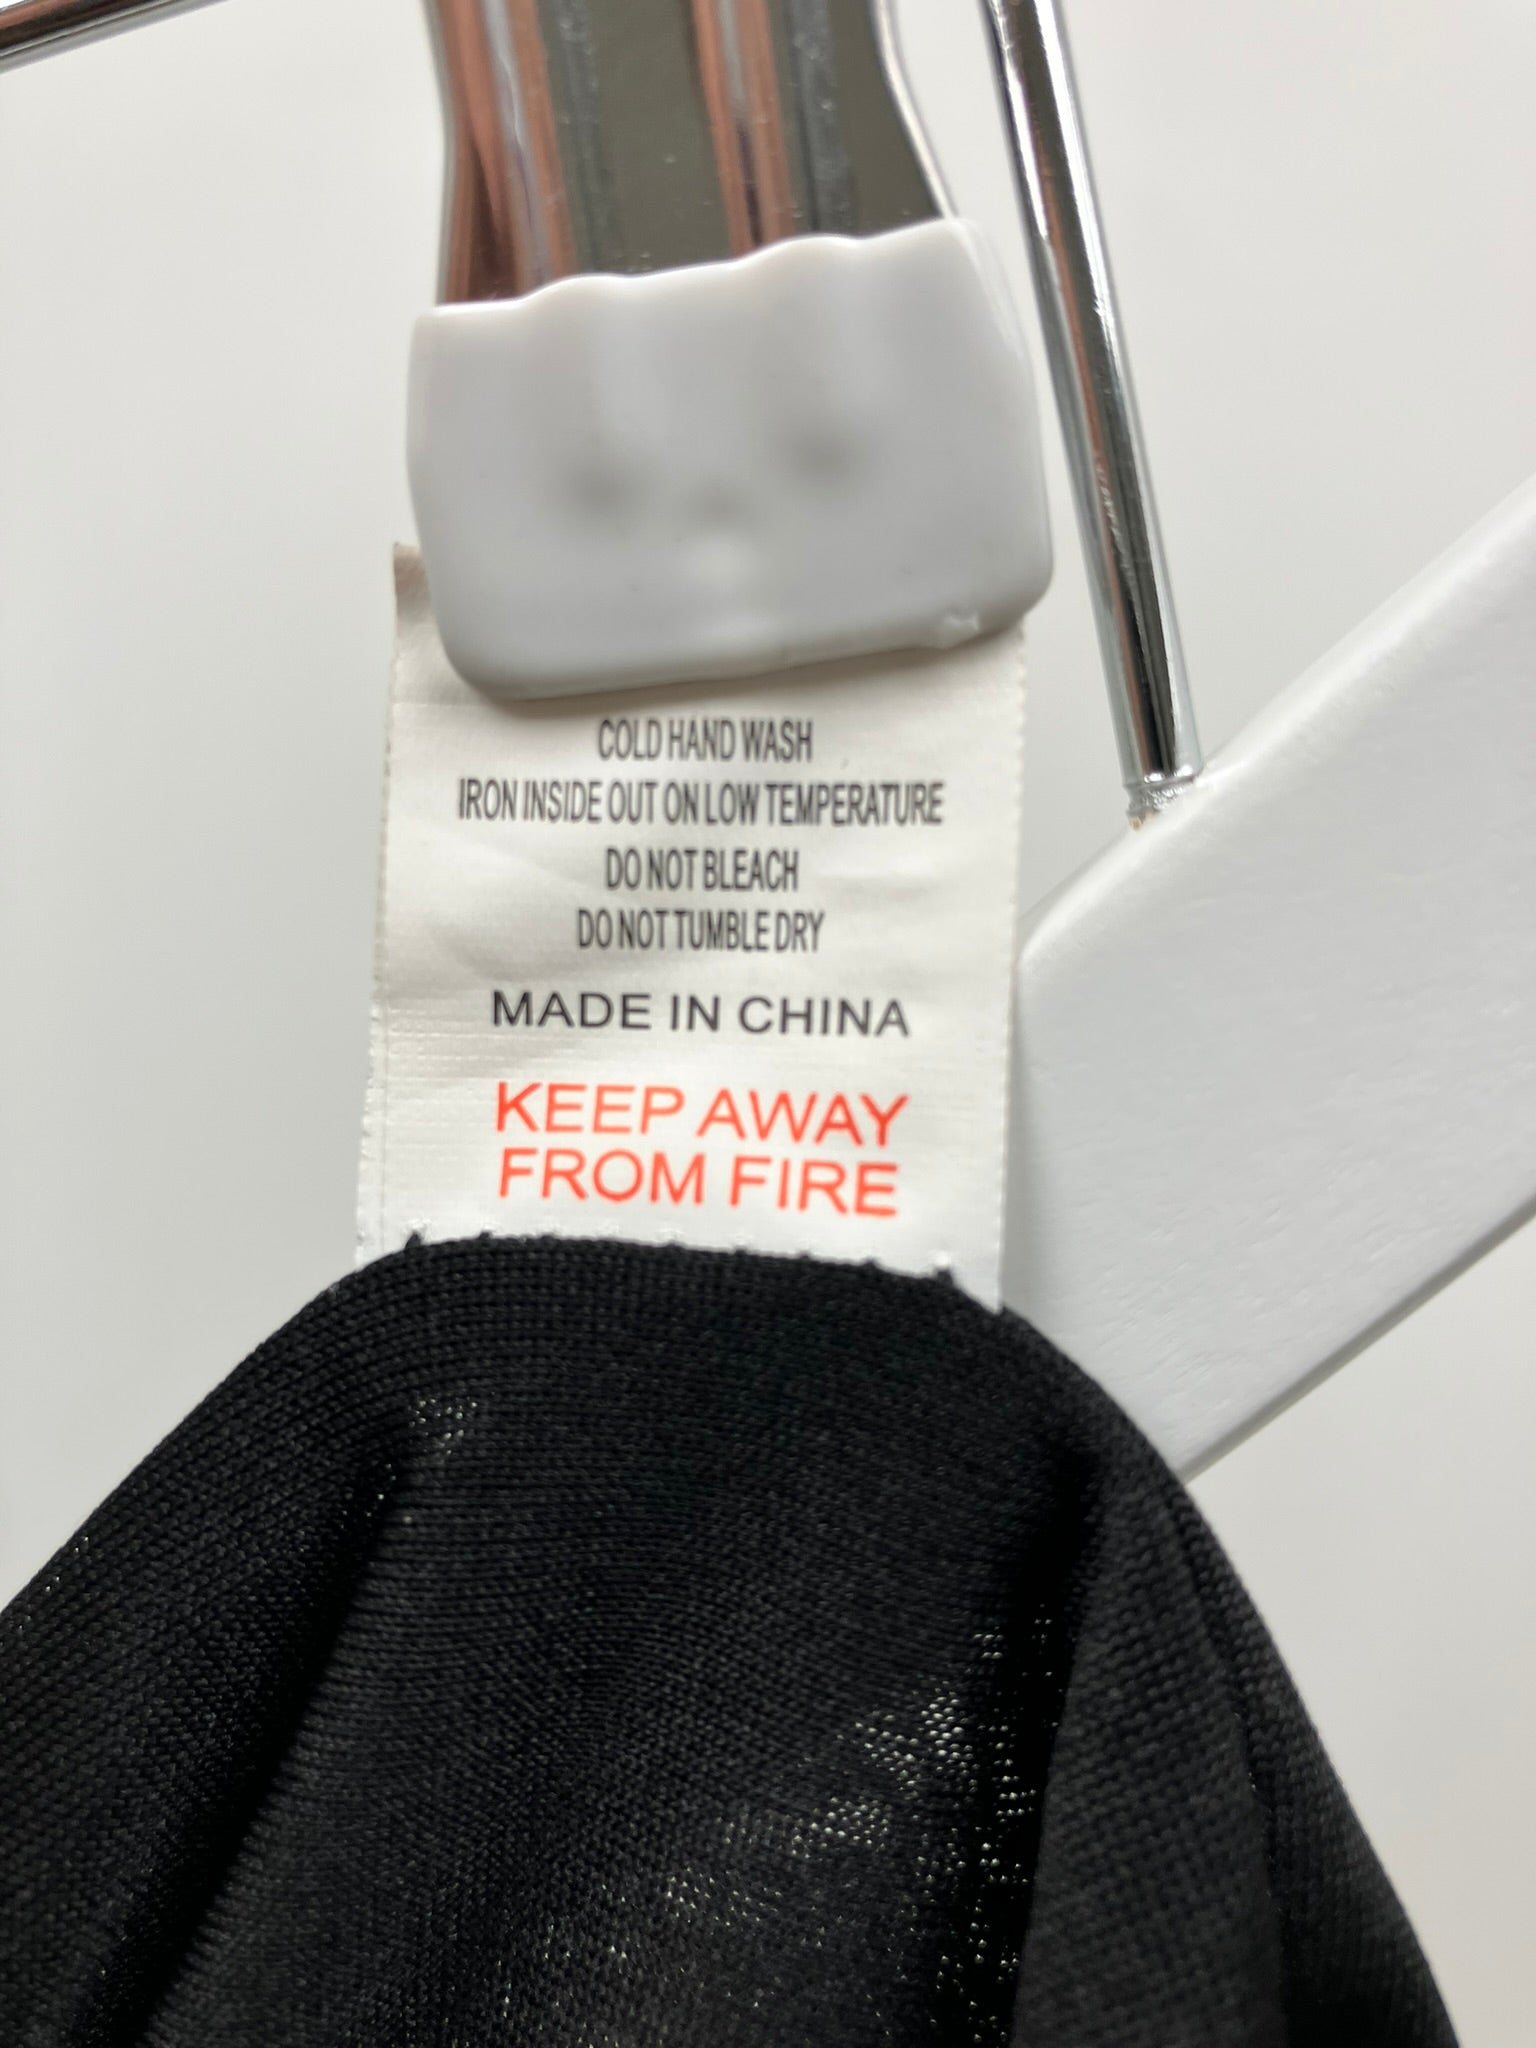 COLD HAND WASH
IRON INSIDE OUT ON LOW TEMPERATURE
DO NOT BLEACH
DO NOT TUMBLE DRY
MADE IN CHINA
KEEP AWAY
FROM FIRE